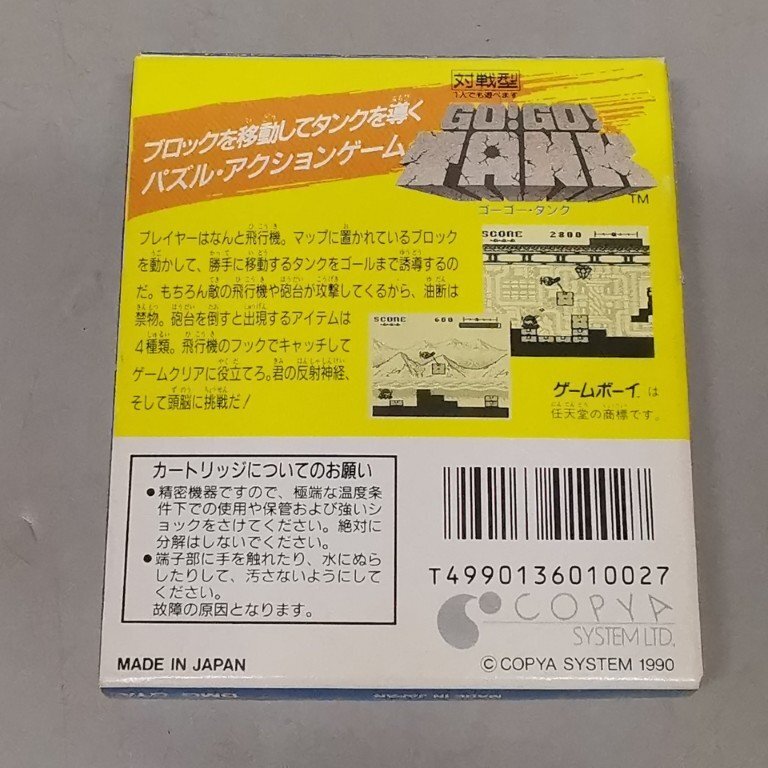 対戦型
1人でも遊べます
GO!GO!
TANK
TM
ゴーゴー・タンク
ブロックを移動してタンクを導く
パズル・アクションゲーム
プレイヤーはなんと飛行機。マップに置かれているブロック
を動かして、勝手に移動するタンクをゴールまで誘導するの
だ。もちろん敵の飛行機や砲台が攻撃してくるから、油断は
禁物。砲台を倒すと出現するアイテムは
4種類。飛行機のフックでキャッチして
ゲームクリアに役立てろ。君の反射神経、
そして頭脳に挑戦だ!
SCORE 2800
SCORE 600
ゲームボーイは
任天堂の商標です。
カートリッジについてのお願い
●精密機器ですので、極端な温度条
件下での使用や保管および強いシ
ョックをさけてください。絶対に
分解はしないでください。
●端子部に手を触れたり、水にぬら
したりして、汚さないようにして
ください。
故障の原因となります。
T4990136010027
COPYA
SYSTEM LTD.
MADE IN JAPAN
© COPYA SYSTEM 1990
MADE IN JAPAN